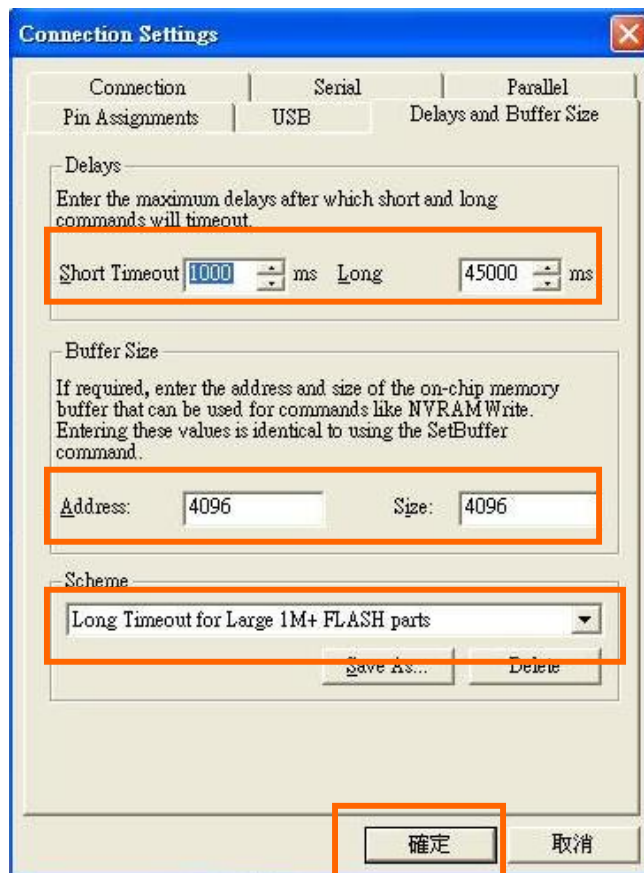 Connection Settings
Connection Serial Parallel
Pin Assignments USB Delays and Buffer Size
Delays
Enter the maximum delays after which short and long
commands will timeout.
Short Timeout 1000 ms Long 45000 ms
Buffer Size
If required, enter the address and size of the on-chip memory
buffer that can be used for commands like NVRAMWrite.
Entering these values is identical to using the SetBuffer
command.
Address: 4096 Size: 4096
Scheme
Long Timeout for Large 1M+ FLASH parts
Save As... Delete
確定 取消